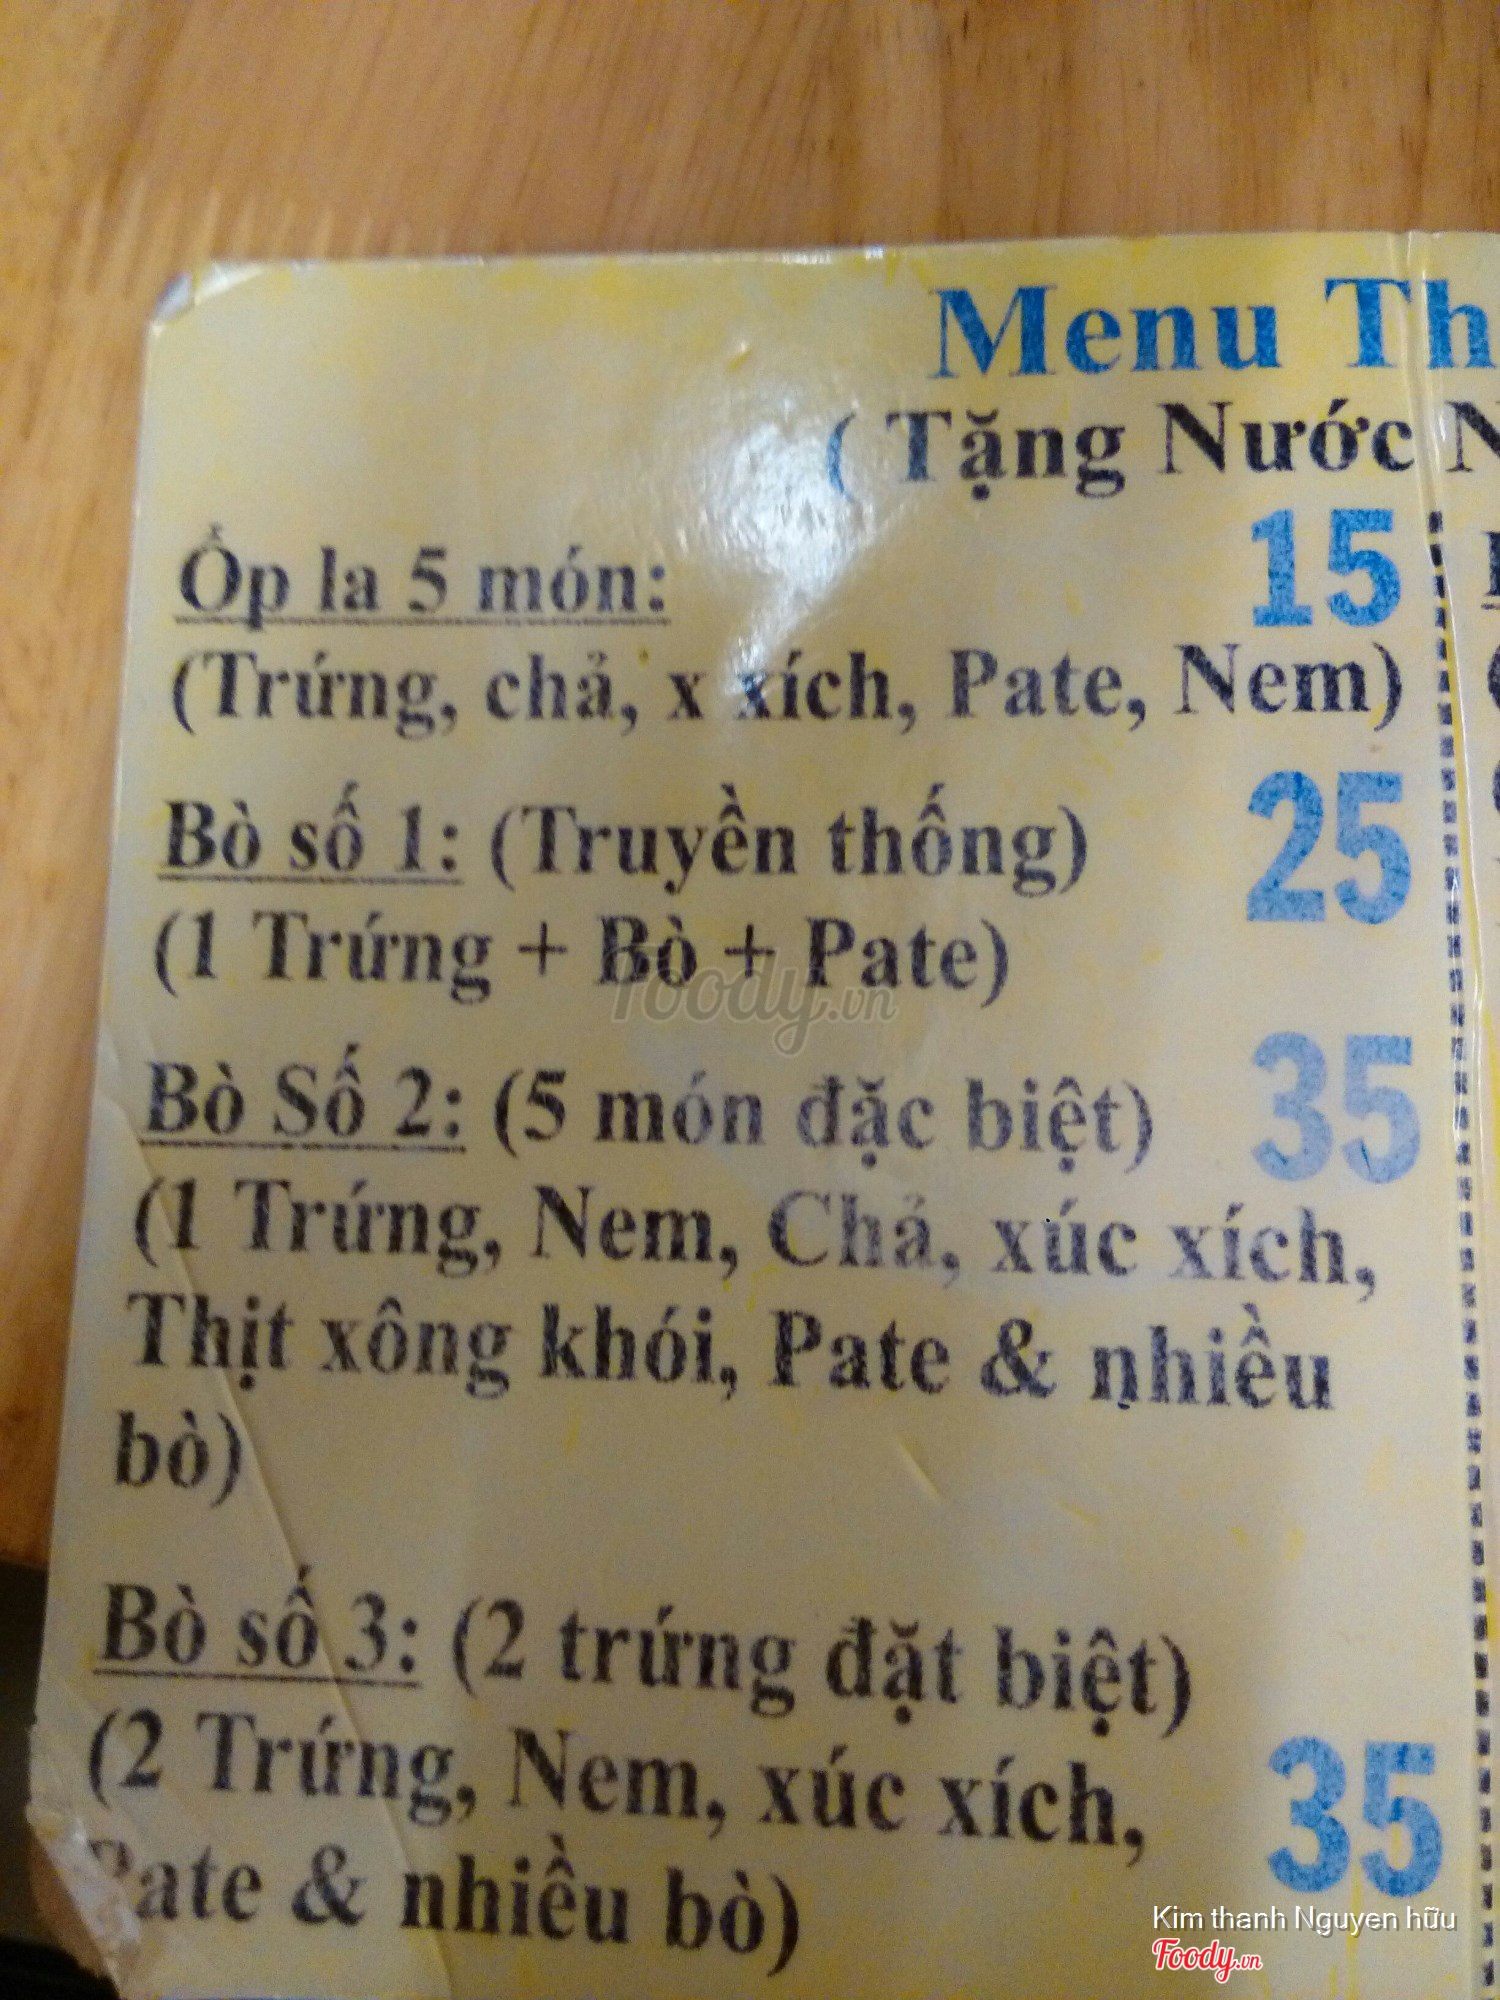 Menu Th
( Tặng Nước N
Ốp la 5 món: 15
(Trứng, chả, x xích, Pate, Nem)
Bò số 1: (Truyền thống) 25
(1 Trứng + Bò + Pate)
Bò Số 2: (5 món đặc biệt) 35
(1 Trứng, Nem, Chả, xúc xích,
Thịt xông khói, Pate & nhiều
bò)
Bò số 3: (2 trứng đặt biệt)
(2 Trứng, Nem, xúc xích, 35
Pate & nhiều bò)
Foody.vn
Kim thanh Nguyen hữu
Foody.vn